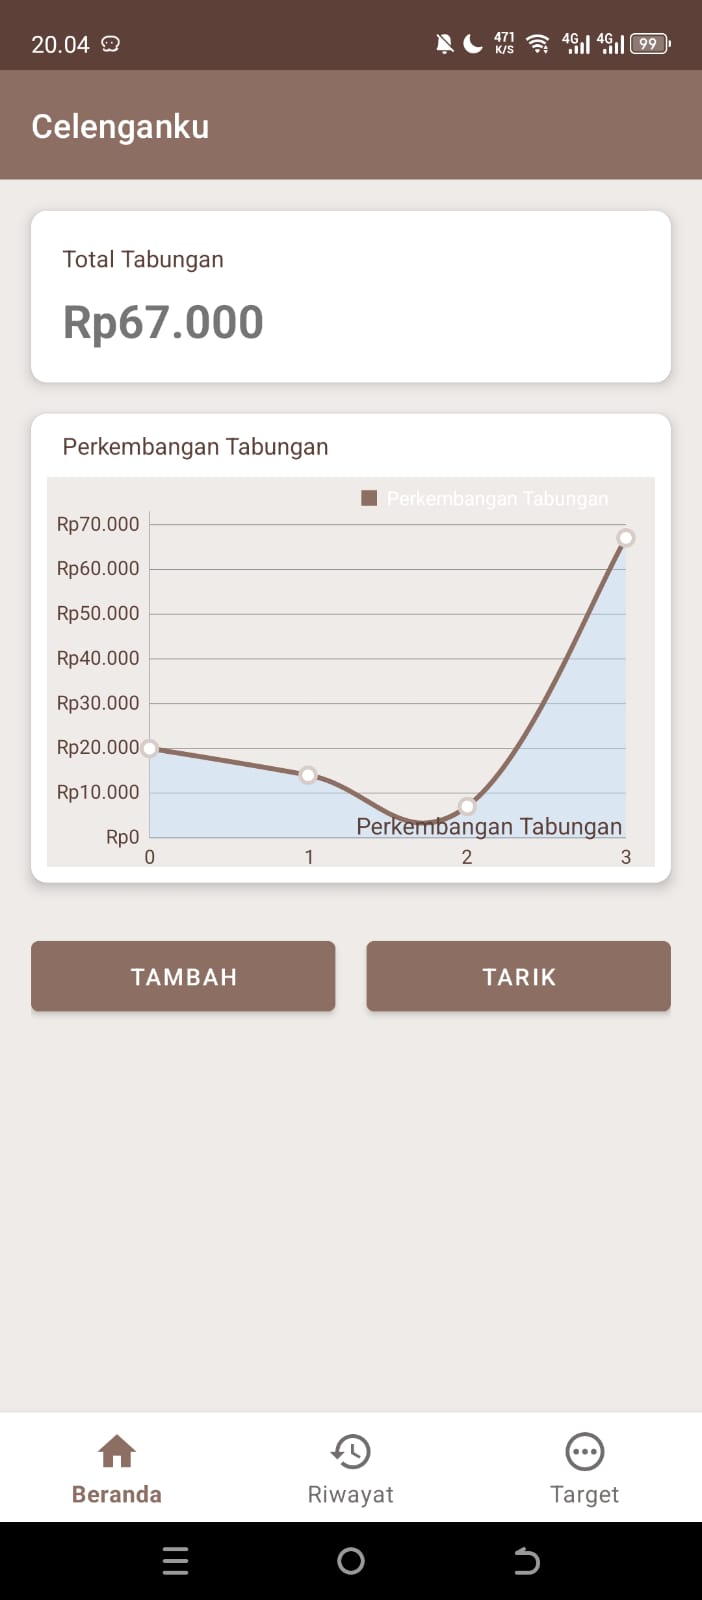 20.04
471
K/S
4G
4G
99
Celenganku
Total Tabungan
Rp67.000
Perkembangan Tabungan
Perkembangan Tabungan
Rp70.000
Rp60.000
Rp50.000
Rp40.000
Rp30.000
Rp20.000
Rp10.000
Perkembangan Tabungan
Rp0
0 1 2 3
TAMBAH TARIK
Beranda Riwayat Target